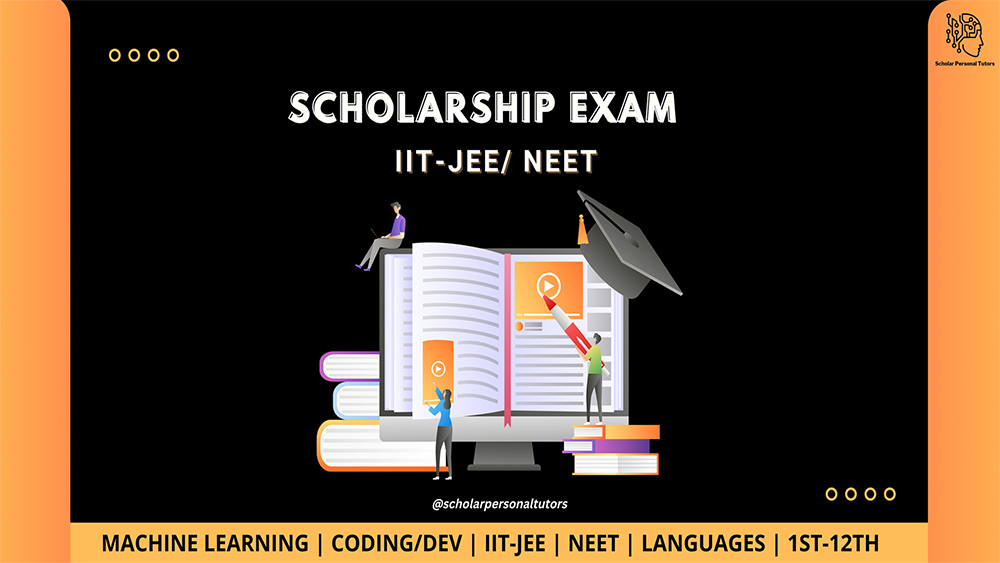 Scholar Personal Tutors
SCHOLARSHIP EXAM
IIT-JEE/ NEET
@scholarpersonaltutors
MACHINE LEARNING | CODING/DEV | IIT-JEE | NEET | LANGUAGES | 1ST-12TH